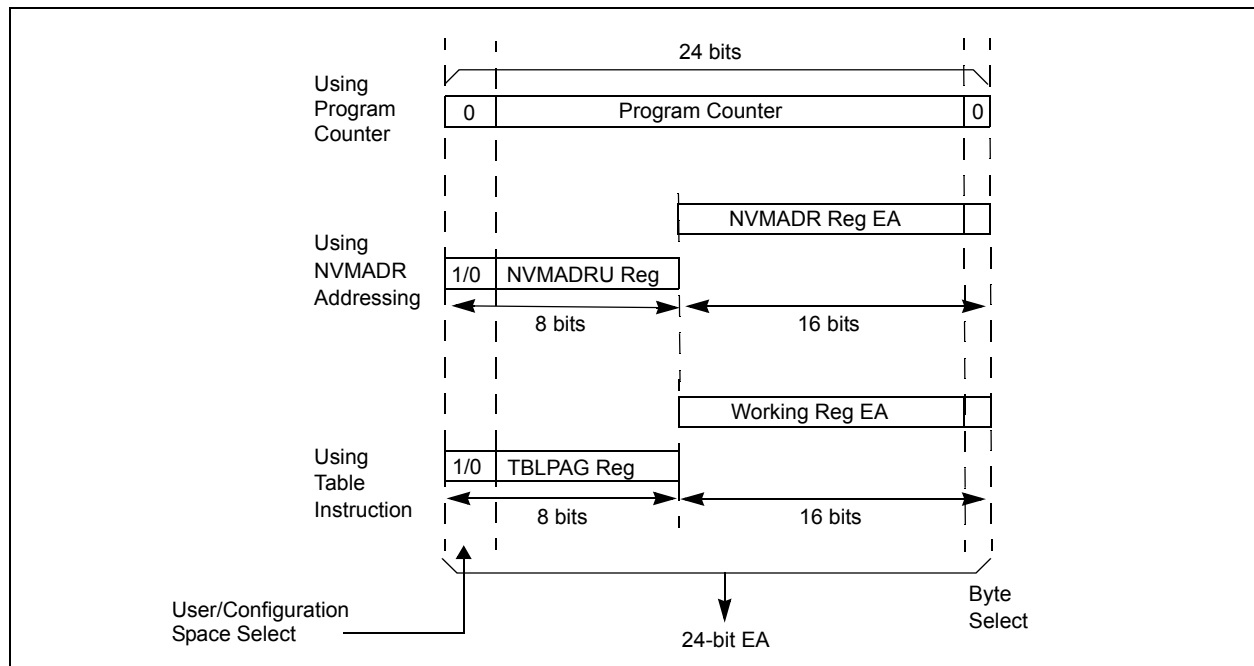 24 bits
Using
Program
Counter
0
Program Counter
0
NVMADR Reg EA
Using
NVMADR
Addressing
1/0
NVMADRU Reg
8 bits
16 bits
Working Reg EA
Using
Table
Instruction
1/0
TBLPAG Reg
8 bits
16 bits
User/Configuration
Space Select
24-bit EA
Byte
Select